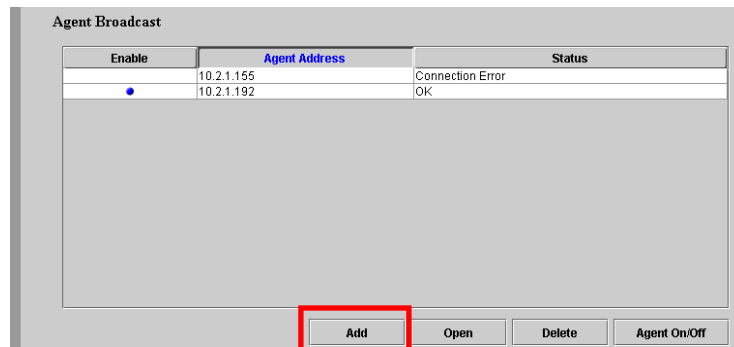 Agent Broadcast
Enable Agent Address Status
10.2.1.155 Connection Error
10.2.1.192 OK
Add Open Delete Agent On/Off